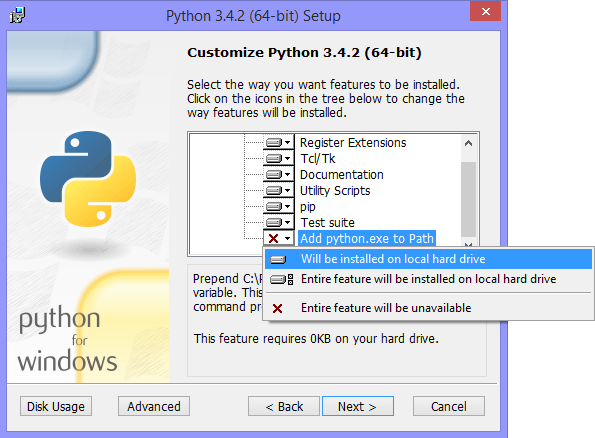 Python 3.4.2 (64-bit) Setup
Customize Python 3.4.2 (64-bit)
Select the way you want features to be installed.
Click on the icons in the tree below to change the
way features will be installed.
Register Extensions
Tcl/Tk
Documentation
Utility Scripts
pip
Test suite
Add python.exe to Path
Will be installed on local hard drive
Entire feature will be installed on local hard drive
Entire feature will be unavailable
Prepend C:\
variable. This
command
This feature requires 0KB on your hard drive.
python
for
windows
Disk Usage
Advanced
< Back
Next >
Cancel